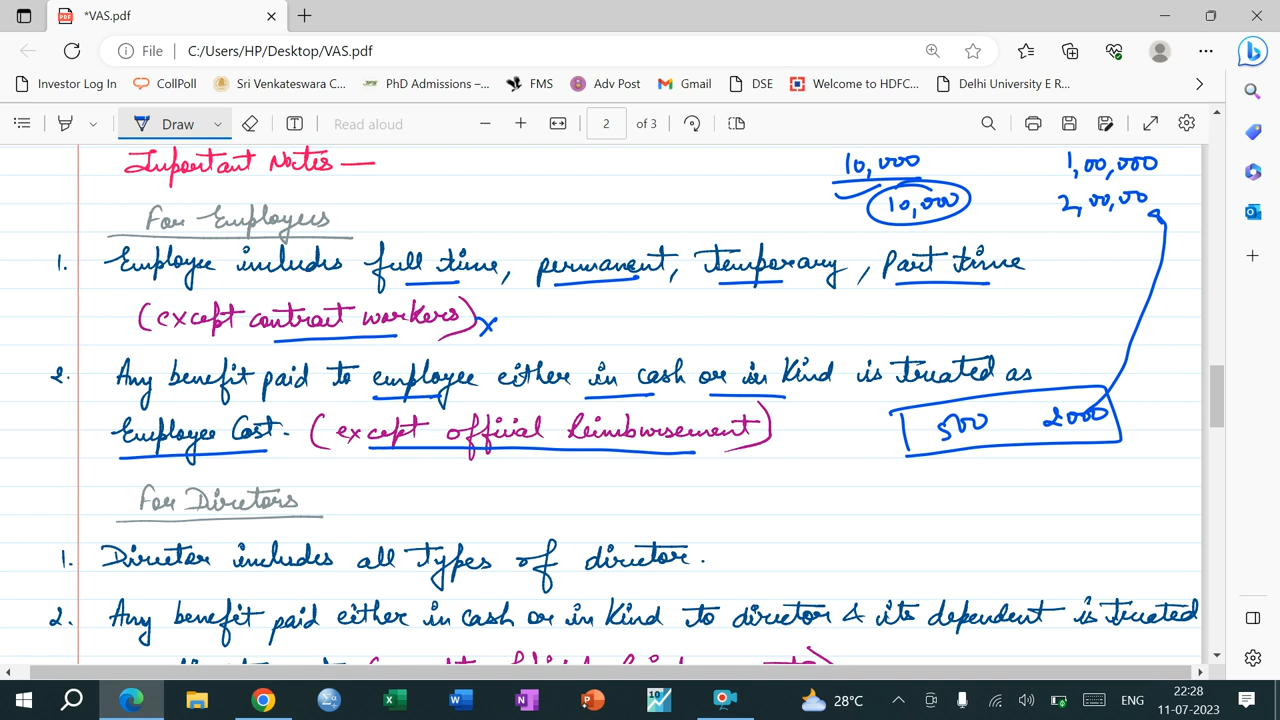 *VAS.pdf
File C:/Users/HP/Desktop/VAS.pdf
Investor Log In CollPoll Sri Venkateswara C... PhD Admissions –... FMS Adv Post Gmail DSE Welcome to HDFC... Delhi University E R...
Draw Read aloud 2 of 3
Important Notes —
10,000 1,00,000
10,000 2,00,00
For Employees
1. Employee includes full time, permanent, Temporary, Part time
(except contract workers) x
2. Any benefit paid to employee either in cash or in Kind is treated as
Employee Cost. (except official Reimbursement)
500 2000
For Directors
1. Director includes all types of director.
2. Any benefit paid either in cash or in Kind to director & its dependent is treated
28°C ENG 22:28
11-07-2023